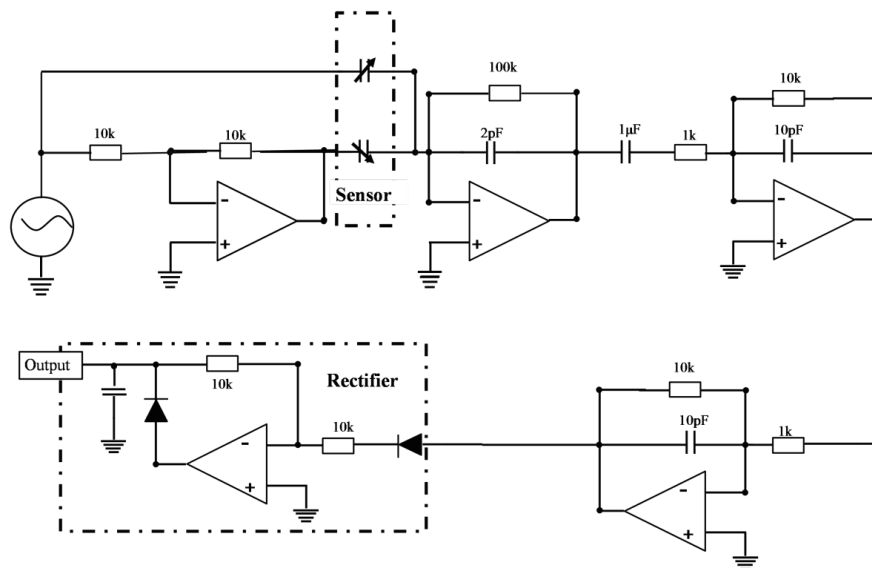 100k
10k
10k
10k
2pF
1µF
1k
10pF
Sensor
-
+
-
+
-
+
Output
10k
Rectifier
10k
10k
10pF
1k
-
+
-
+